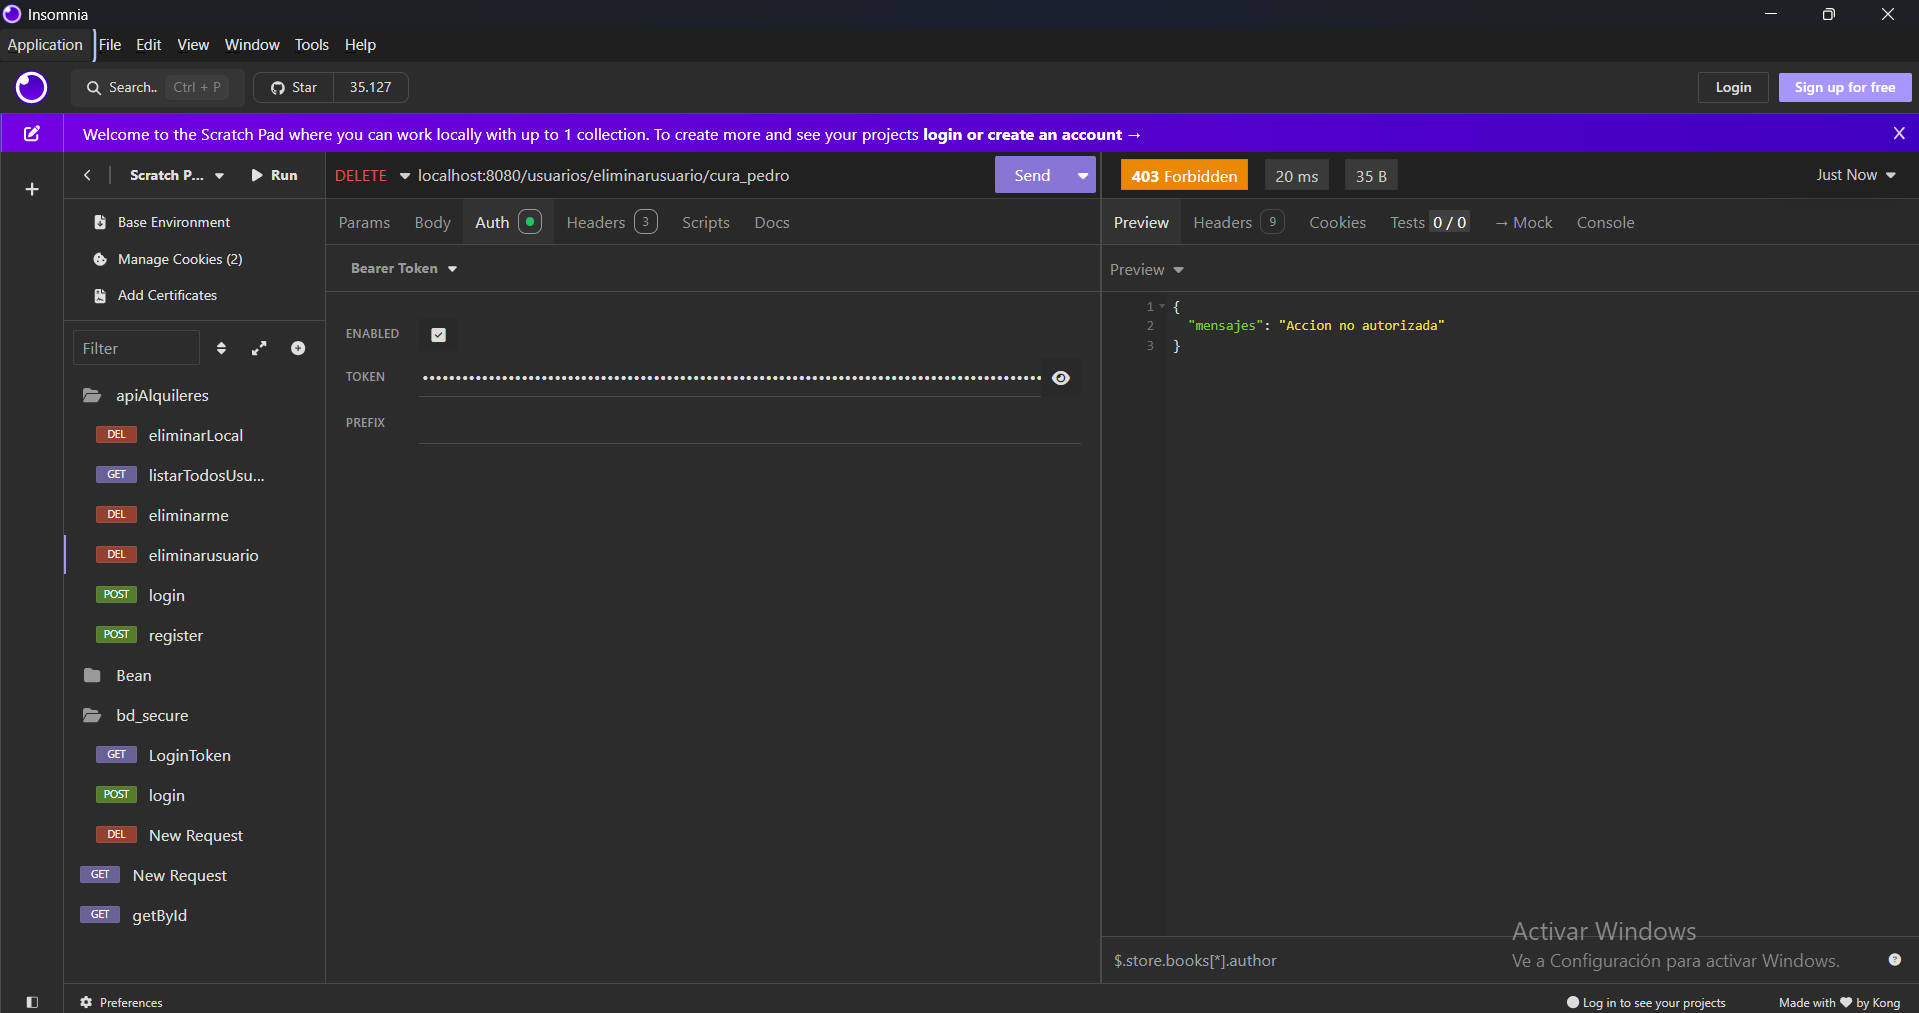 Insomnia
Application File Edit View Window Tools Help
Search.. Ctrl + P Star 35.127 Login Sign up for free
Welcome to the Scratch Pad where you can work locally with up to 1 collection. To create more and see your projects login or create an account → X
Scratch P... Run
DELETE localhost:8080/usuarios/eliminarusuario/cura_pedro Send
403 Forbidden 20 ms 35 B Just Now
Base Environment
Manage Cookies (2)
Add Certificates
Filter
apiAlquileres
DEL eliminarLocal
GET listarTodosUsu...
DEL eliminarme
DEL eliminarusuario
POST login
POST register
Bean
bd_secure
GET LoginToken
POST login
DEL New Request
GET New Request
GET getById
Params Body Auth Headers 3 Scripts Docs
Bearer Token
ENABLED
TOKEN
PREFIX
Preview Headers 9 Cookies Tests 0 / 0 → Mock Console
Preview
1 {
2 "mensajes": "Accion no autorizada"
3 }
$.store.books[*].author
Activar Windows
Ve a Configuración para activar Windows.
Preferences
Log in to see your projects Made with ♥ by Kong